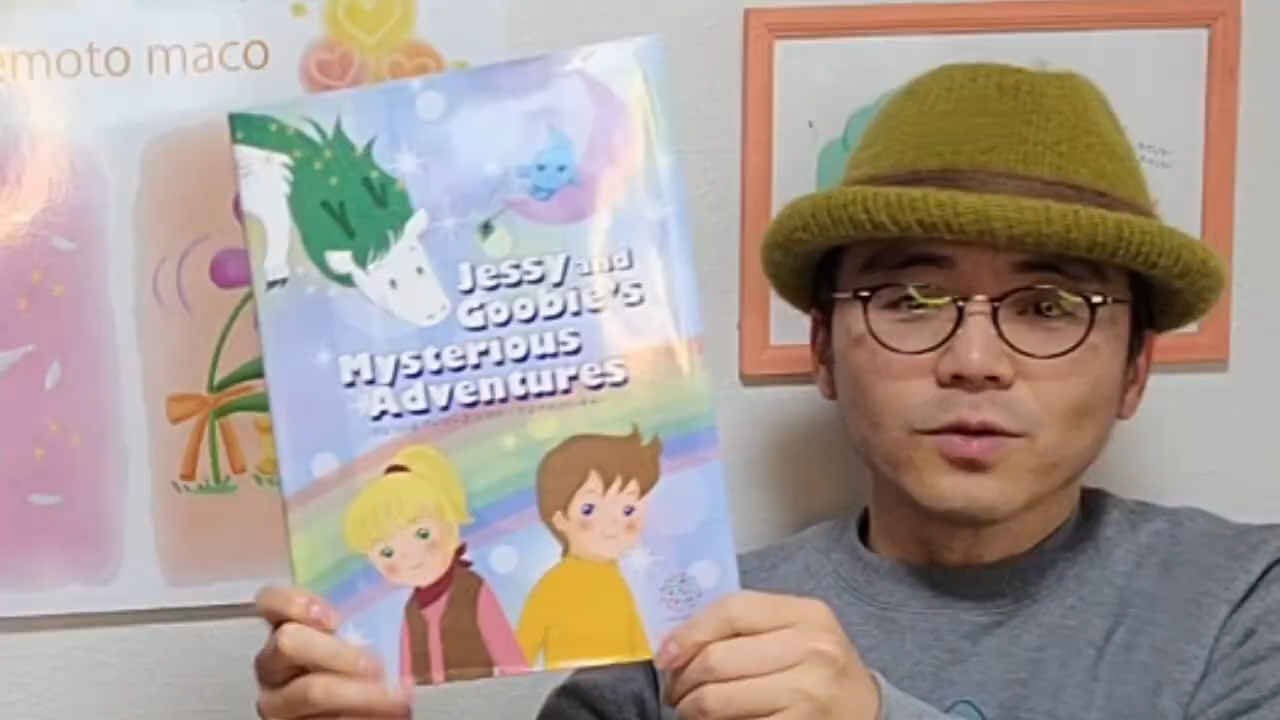 emoto maco
Jessy and
Goobie's
Mysterious
Adventures